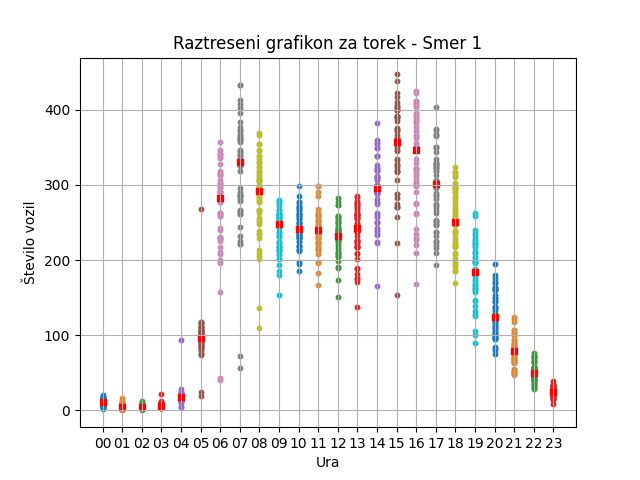 Raztreseni grafikon za torek - Smer 1
Število vozil
400
300
200
100
0
00 01 02 03 04 05 06 07 08 09 10 11 12 13 14 15 16 17 18 19 20 21 22 23
Ura